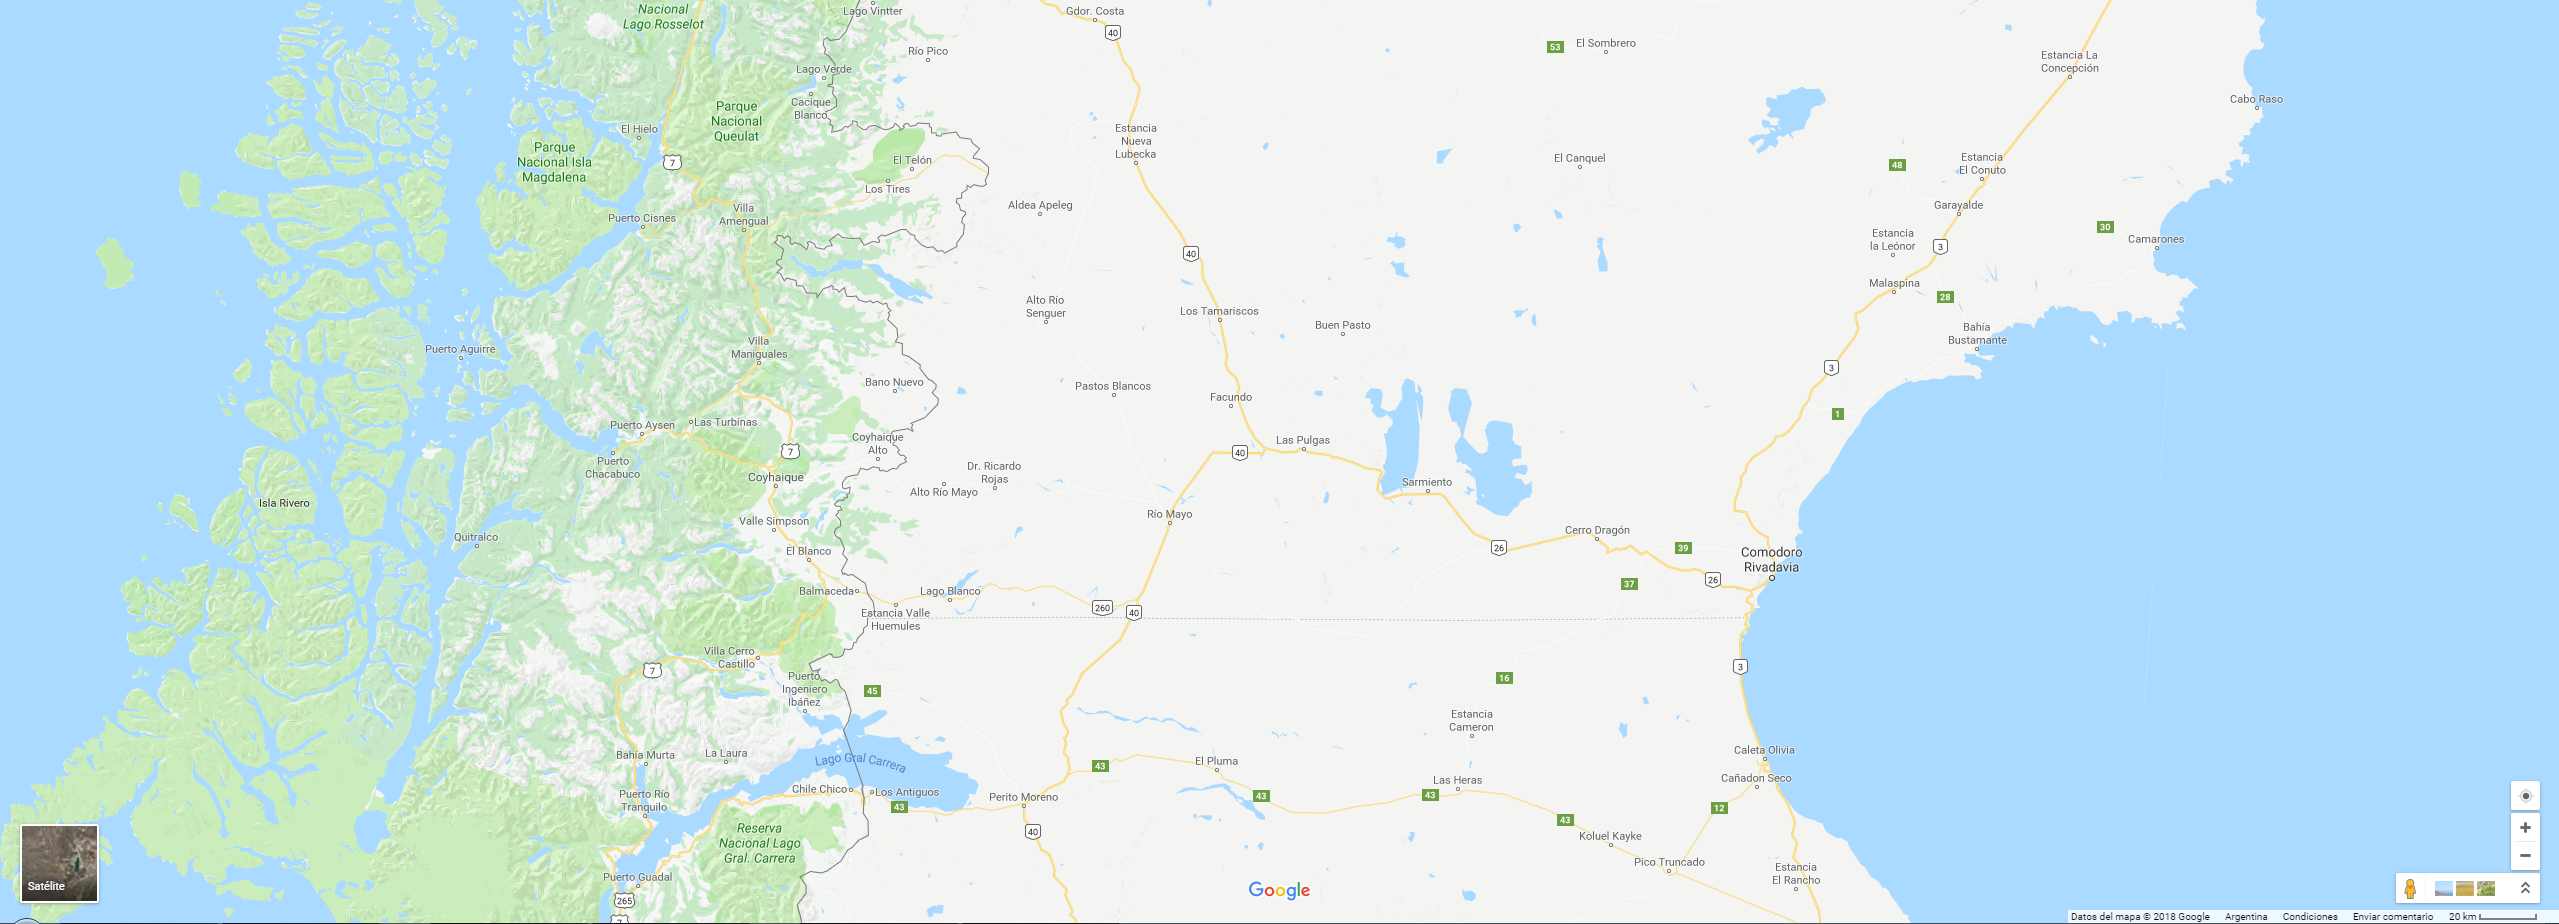 Nacional
Lago Rosselot
Lago Vintter
Gdor. Costa
40
Río Pico
53
El Sombrero
Estancia La
Concepción
Lago Verde
Cacique
Blanco
Parque
Nacional
Queulat
Cabo Raso
El Hielo
Estancia
Nueva
Lubecka
Parque
Nacional Isla
Magdalena
7
El Telón
El Canquel
48
Estancia
El Conuto
Los Tires
Villa
Amengual
Puerto Cisnes
Aldea Apeleg
Garayalde
30
Estancia
la Leónor
3
Camarones
40
Malaspina
28
Alto Río
Senguer
Los Tamariscos
Buen Pasto
Bahía
Bustamante
Villa
Maniguales
Puerto Aguirre
3
Bano Nuevo
Pastos Blancos
Facundo
1
Puerto Aysen
Las Turbinas
Coyhaique
Alto
7
Las Pulgas
40
Puerto
Chacabuco
Coyhaique
Dr. Ricardo
Rojas
Alto Río Mayo
Sarmiento
Isla Rivero
Valle Simpson
Río Mayo
Quitralco
Cerro Dragón
El Blanco
26
39
Comodoro
Rivadavia
26
37
Balmaceda
Lago Blanco
260
40
Estancia Valle
Huemules
Villa Cerro
Castillo
7
3
Puerto
Ingeniero
Ibáñez
45
16
Estancia
Cameron
Bahía Murta
La Laura
Lago Gral Carrera
43
El Pluma
Caleta Olivia
Cañadon Seco
Las Heras
Puerto Río
Tranquilo
Chile Chico
Los Antiguos
43
Perito Moreno
43
43
12
43
40
Reserva
Nacional Lago
Gral. Carrera
Koluel Kayke
Pico Truncado
Puerto Guadal
Estancia
El Rancho
265
7
Satélite
Google
Datos del mapa © 2018 Google Argentina Condiciones Enviar comentario 20 km